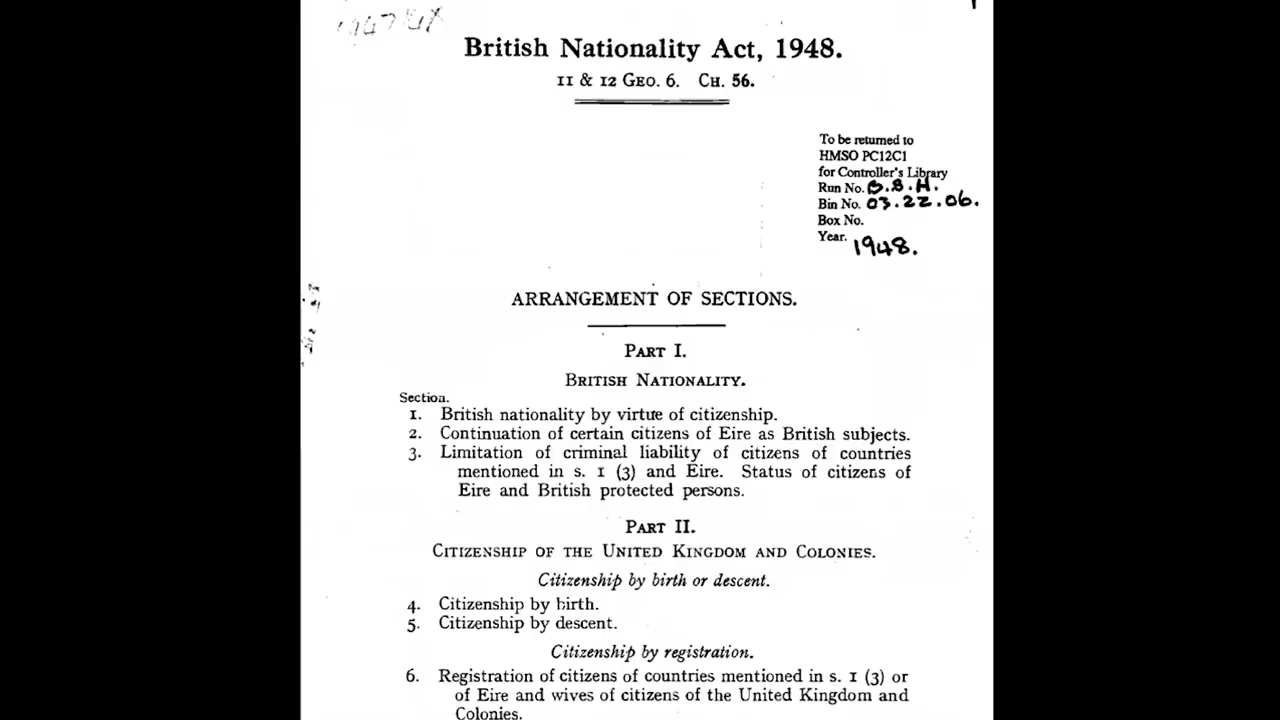 British Nationality Act, 1948.
11 & 12 GEO. 6. CH. 56.
To be returned to
HMSO PC12C1
for Controller's Library
Run No. B.S.H.
Bin No. 03.22.06.
Box No.
Year. 1948.
ARRANGEMENT OF SECTIONS.
PART I.
BRITISH NATIONALITY.
Section.
1. British nationality by virtue of citizenship.
2. Continuation of certain citizens of Eire as British subjects.
3. Limitation of criminal liability of citizens of countries
mentioned in s. 1 (3) and Eire. Status of citizens of
Eire and British protected persons.
PART II.
CITIZENSHIP OF THE UNITED KINGDOM AND COLONIES.
Citizenship by birth or descent.
4. Citizenship by birth.
5. Citizenship by descent.
Citizenship by registration.
6. Registration of citizens of countries mentioned in s. 1 (3) or
of Eire and wives of citizens of the United Kingdom and
Colonies.